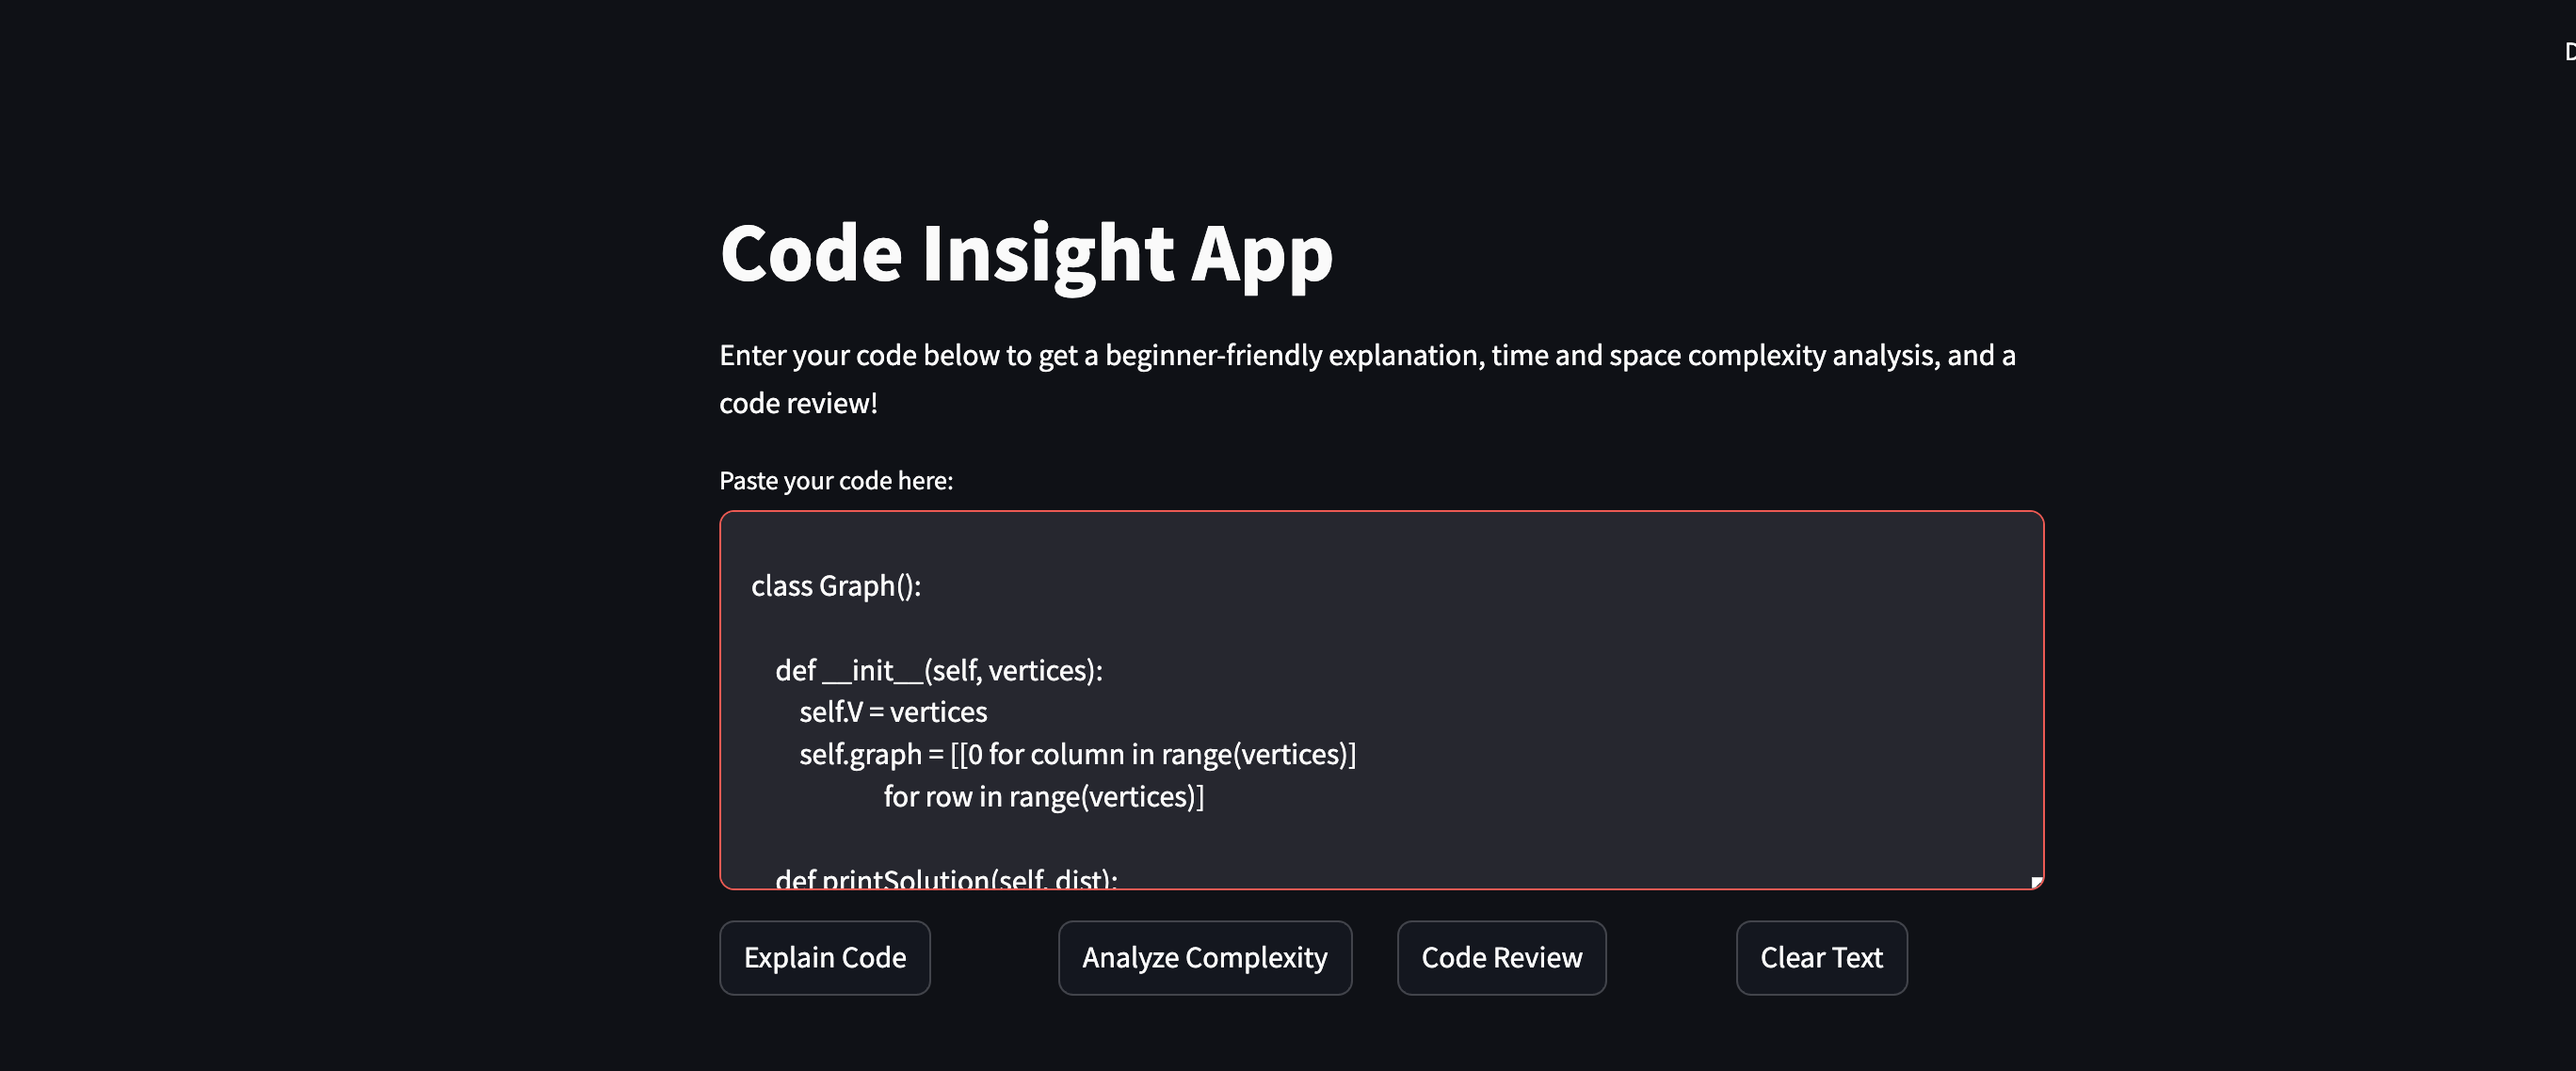 D
Code Insight App
Enter your code below to get a beginner-friendly explanation, time and space complexity analysis, and a
code review!
Paste your code here:
class Graph():
def __init__(self, vertices):
self.V = vertices
self.graph = [[0 for column in range(vertices)]
for row in range(vertices)]
def printSolution(self, dist):
Explain Code Analyze Complexity Code Review Clear Text